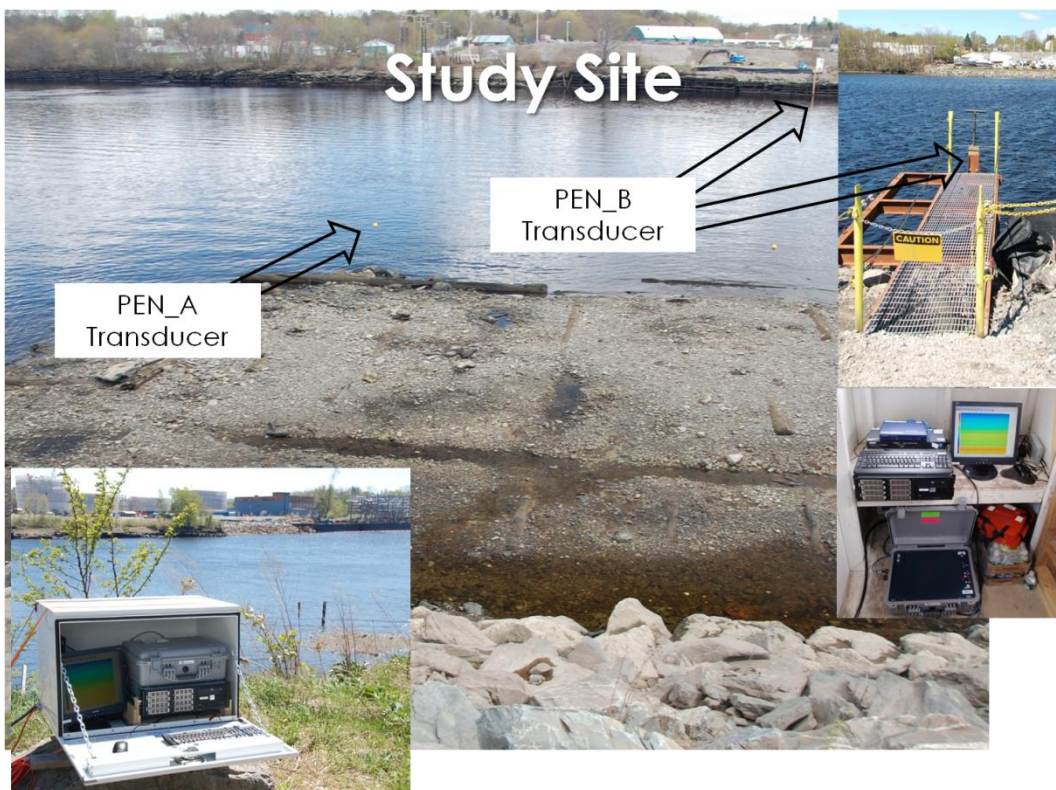 Study Site
PEN_B
Transducer
PEN_A
Transducer
CAUTION